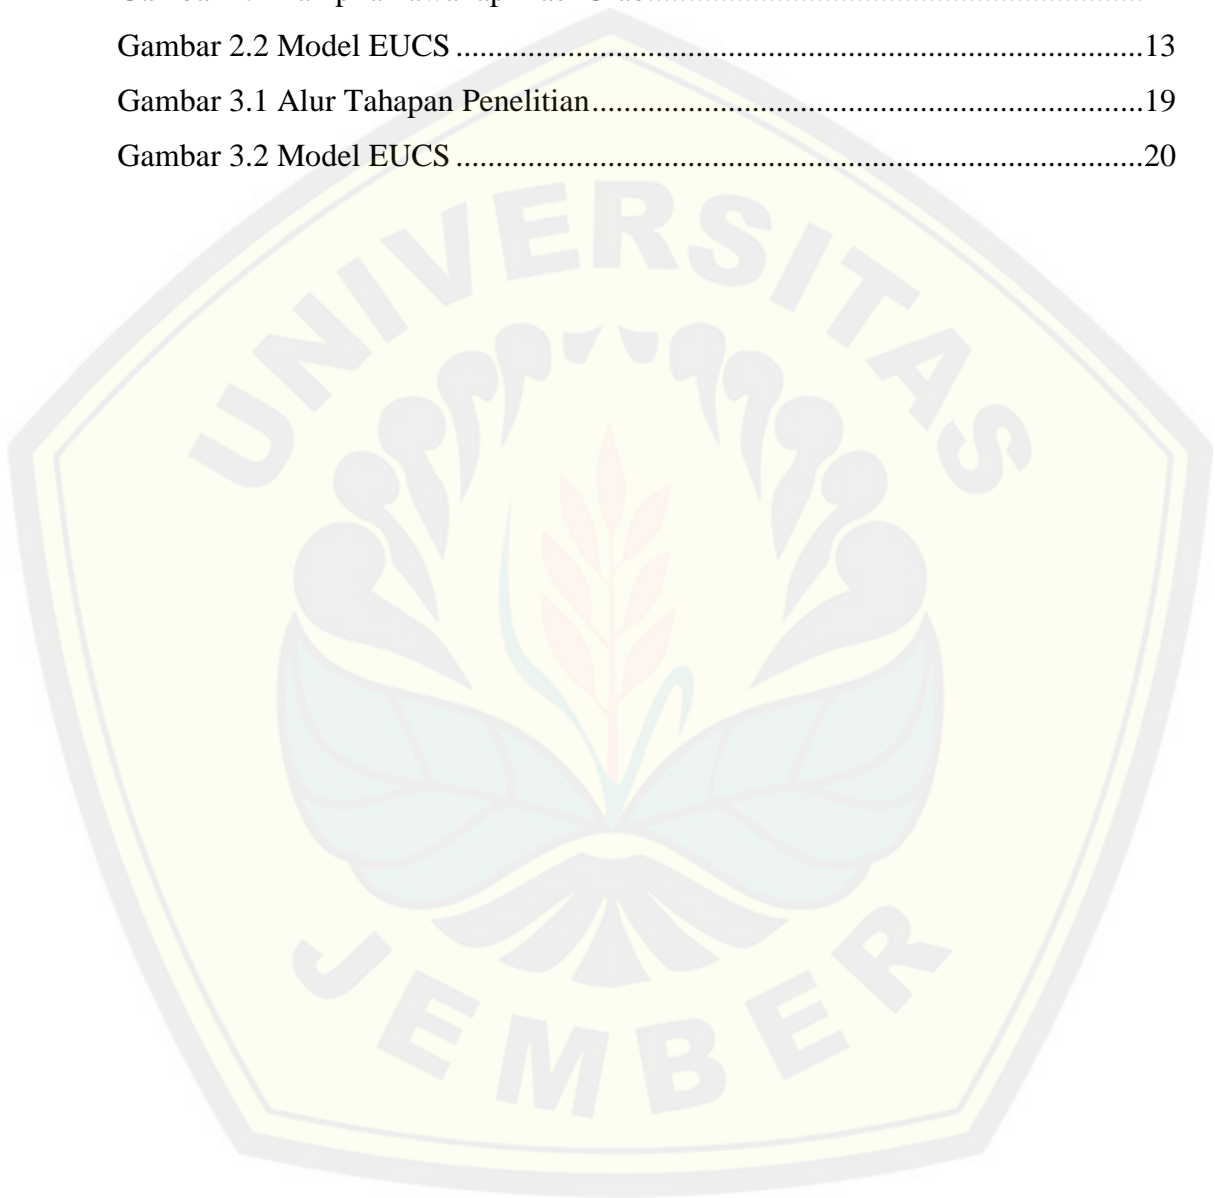 Gambar 2.2 Model EUCS ......................................................................................13
Gambar 3.1 Alur Tahapan Penelitian.....................................................................19
Gambar 3.2 Model EUCS ......................................................................................20
UNIVERSITAS
JEMBER